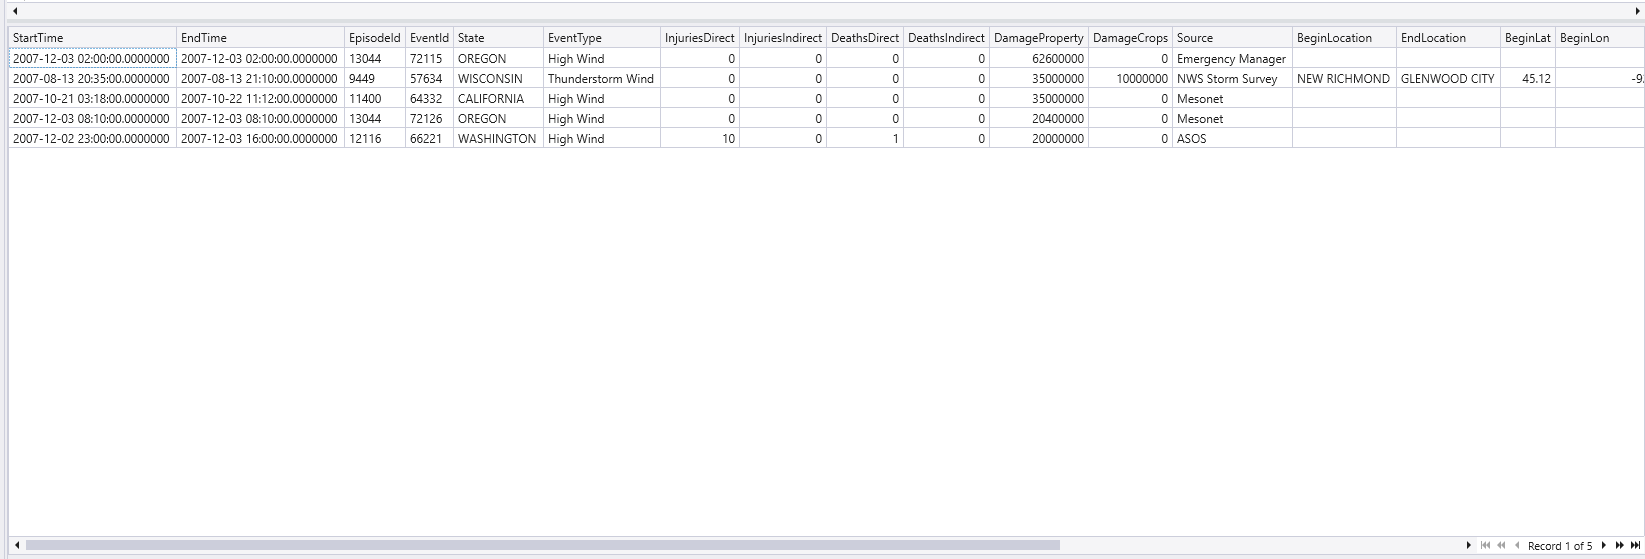 StartTime EndTime EpisodeId EventId State EventType InjuriesDirect InjuriesIndirect DeathsDirect DeathsIndirect DamageProperty DamageCrops Source BeginLocation EndLocation BeginLat BeginLon
2007-12-03 02:00:00.0000000 2007-12-03 02:00:00.0000000 13044 72115 OREGON High Wind 0 0 0 0 62600000 0 Emergency Manager
2007-08-13 20:35:00.0000000 2007-08-13 21:10:00.0000000 9449 57634 WISCONSIN Thunderstorm Wind 0 0 0 0 35000000 10000000 NWS Storm Survey NEW RICHMOND GLENWOOD CITY 45.12
2007-10-21 03:18:00.0000000 2007-10-22 11:12:00.0000000 11400 64332 CALIFORNIA High Wind 0 0 0 0 35000000 0 Mesonet
2007-12-03 08:10:00.0000000 2007-12-03 08:10:00.0000000 13044 72126 OREGON High Wind 0 0 0 0 20400000 0 Mesonet
2007-12-02 23:00:00.0000000 2007-12-03 16:00:00.0000000 12116 66221 WASHINGTON High Wind 10 0 1 0 20000000 0 ASOS
Record 1 of 5